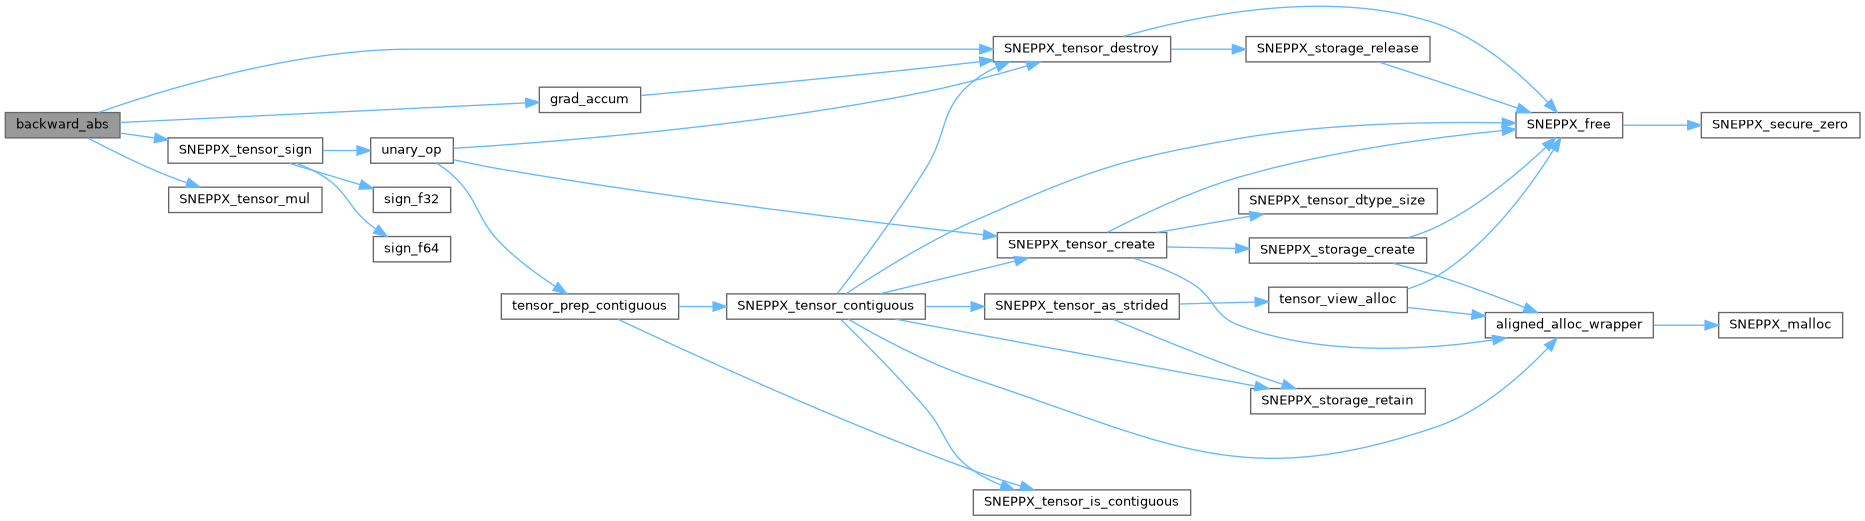 backward_abs
SNEPPX_tensor_destroy
SNEPPX_storage_release
grad_accum
SNEPPX_free
SNEPPX_secure_zero
SNEPPX_tensor_sign
unary_op
SNEPPX_tensor_mul
sign_f32
sign_f64
SNEPPX_tensor_dtype_size
SNEPPX_tensor_create
SNEPPX_storage_create
tensor_prep_contiguous
SNEPPX_tensor_contiguous
SNEPPX_tensor_as_strided
tensor_view_alloc
aligned_alloc_wrapper
SNEPPX_malloc
SNEPPX_storage_retain
SNEPPX_tensor_is_contiguous